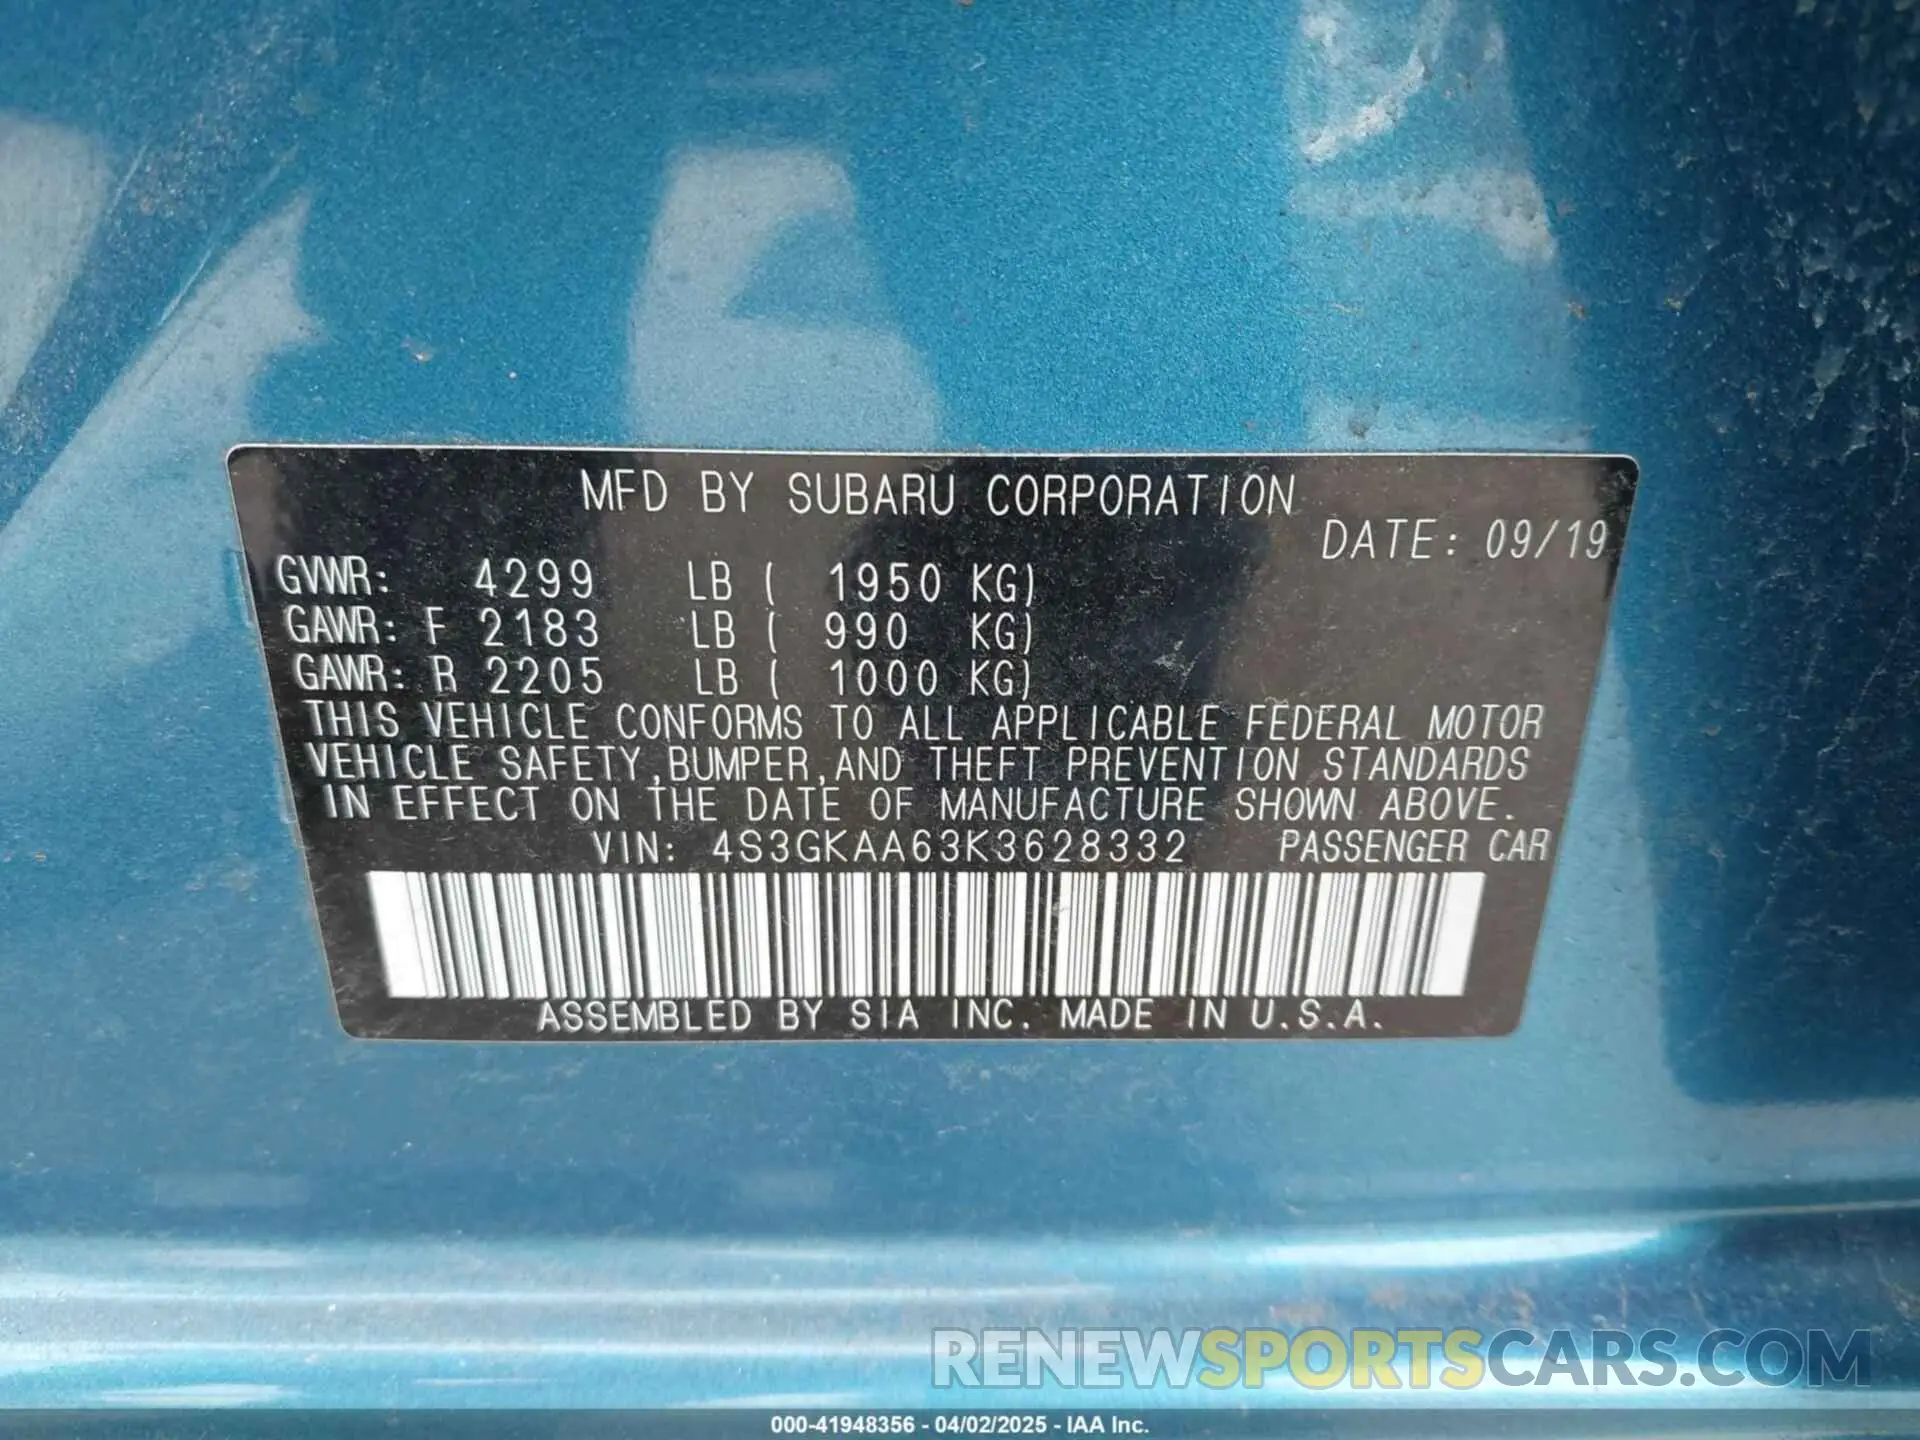 MFD BY SUBARU CORPORATION
DATE: 09/19
GVWR: 4299 LB ( 1950 KG)
GAWR: F 2183 LB ( 990 KG)
GAWR: R 2205 LB ( 1000 KG)
THIS VEHICLE CONFORMS TO ALL APPLICABLE FEDERAL MOTOR
VEHICLE SAFETY,BUMPER,AND THEFT PREVENTION STANDARDS
IN EFFECT ON THE DATE OF MANUFACTURE SHOWN ABOVE.
VIN: 4S3GKAA63K3628332 PASSENGER CAR
ASSEMBLED BY SIA INC. MADE IN U.S.A.
RENEWSPORTSCARS.COM
000-41948356 - 04/02/2025 - IAA Inc.